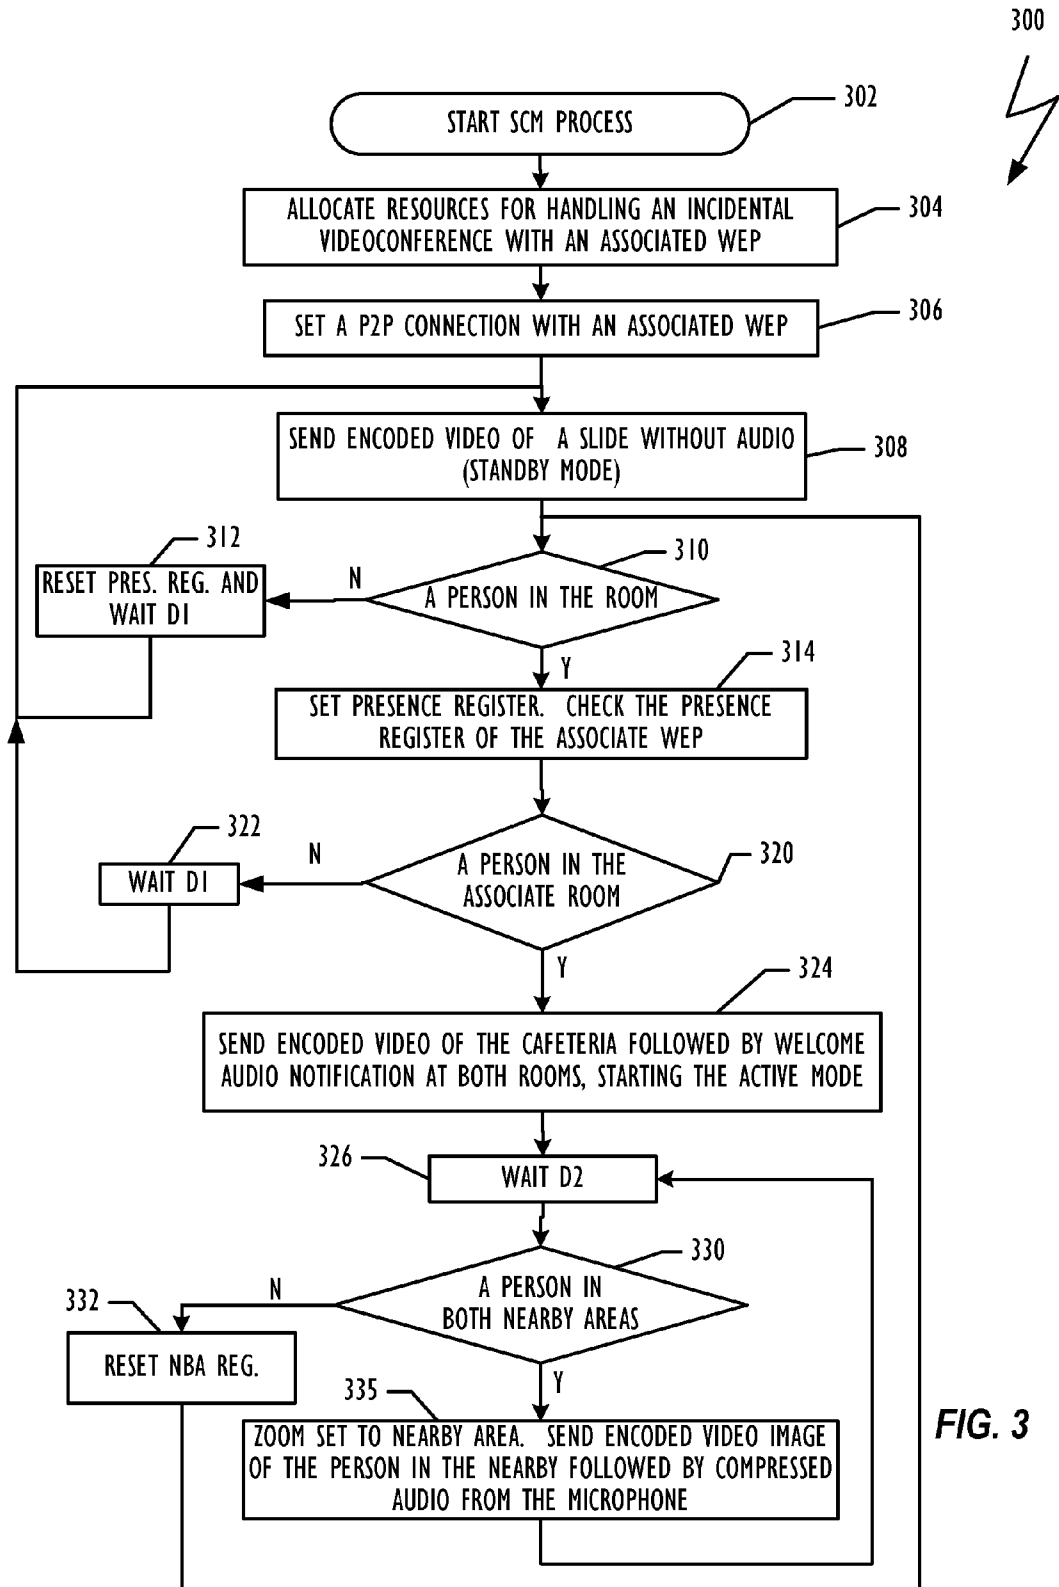 300
START SCM PROCESS
302
ALLOCATE RESOURCES FOR HANDLING AN INCIDENTAL
VIDEOCONFERENCE WITH AN ASSOCIATED WEP
304
SET A P2P CONNECTION WITH AN ASSOCIATED WEP
306
SEND ENCODED VIDEO OF A SLIDE WITHOUT AUDIO
(STANDBY MODE)
308
312
RESET PRES. REG. AND
WAIT D1
N
310
A PERSON IN THE ROOM
Y
314
SET PRESENCE REGISTER. CHECK THE PRESENCE
REGISTER OF THE ASSOCIATE WEP
322
WAIT D1
N
A PERSON IN THE
ASSOCIATE ROOM
320
Y
324
SEND ENCODED VIDEO OF THE CAFETERIA FOLLOWED BY WELCOME
AUDIO NOTIFICATION AT BOTH ROOMS, STARTING THE ACTIVE MODE
326
WAIT D2
330
A PERSON IN
BOTH NEARBY AREAS
N
332
RESET NBA REG.
Y
335
ZOOM SET TO NEARBY AREA. SEND ENCODED VIDEO IMAGE
OF THE PERSON IN THE NEARBY FOLLOWED BY COMPRESSED
AUDIO FROM THE MICROPHONE
FIG. 3